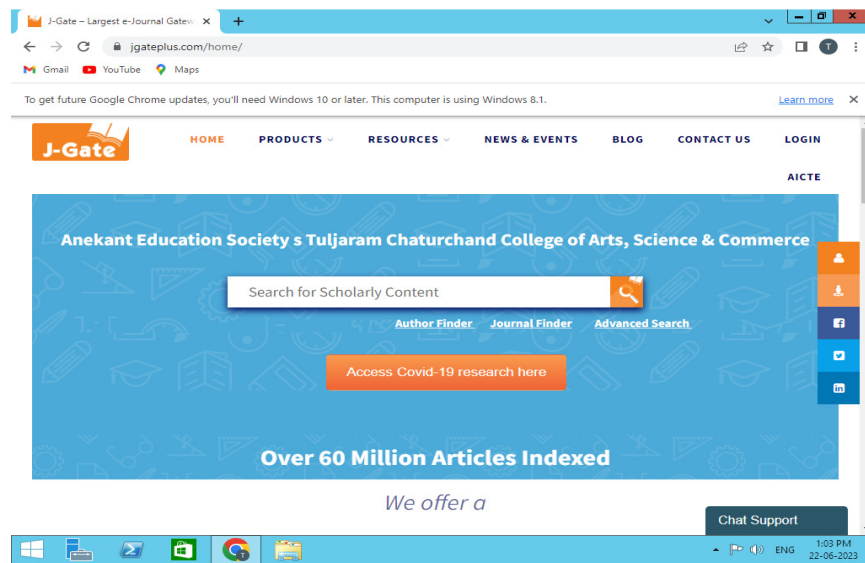 J-Gate – Largest e-Journal Gatew
jgateplus.com/home/
T
Gmail YouTube Maps
To get future Google Chrome updates, you'll need Windows 10 or later. This computer is using Windows 8.1. Learn more
J-Gate
HOME PRODUCTS RESOURCES NEWS & EVENTS BLOG CONTACT US LOGIN
AICTE
Anekant Education Society s Tuljaram Chaturchand College of Arts, Science & Commerce
Search for Scholarly Content
Author Finder Journal Finder Advanced Search
Access Covid-19 research here
Over 60 Million Articles Indexed
We offer a
Chat Support
ENG 1:03 PM
22-06-2023